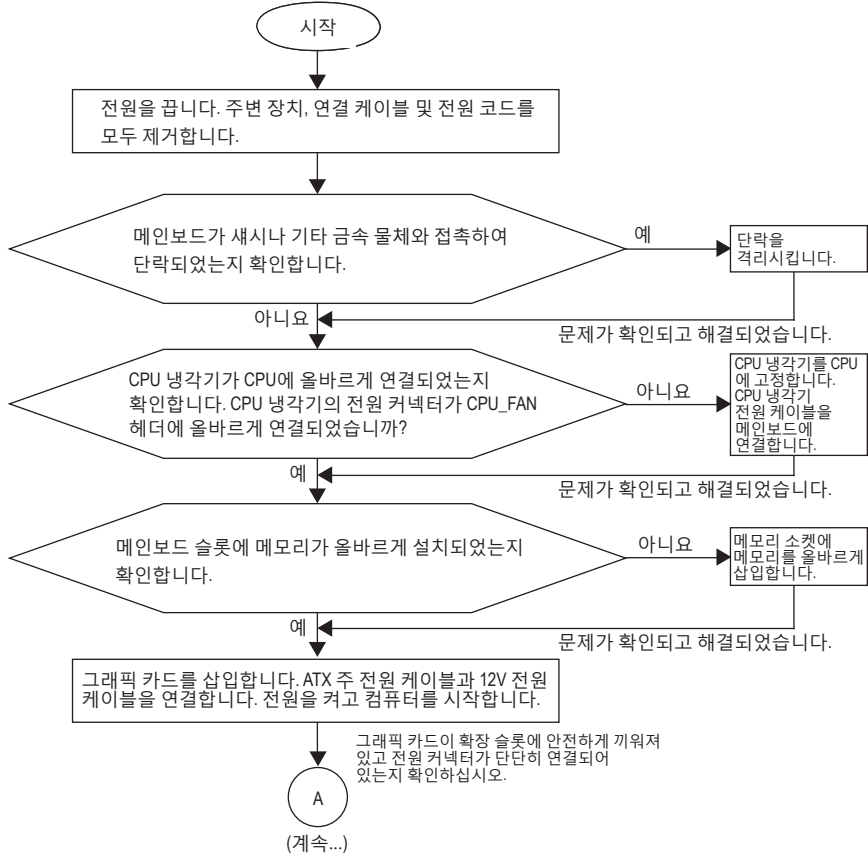 시작
전원을 끕니다. 주변 장치, 연결 케이블 및 전원 코드를
모두 제거합니다.
메인보드가 섀시나 기타 금속 물체와 접촉하여
단락되었는지 확인합니다.
예
단락을
격리시킵니다.
아니요
문제가 확인되고 해결되었습니다.
CPU 냉각기가 CPU에 올바르게 연결되었는지
확인합니다. CPU 냉각기의 전원 커넥터가 CPU_FAN
헤더에 올바르게 연결되었습니까?
아니요
CPU 냉각기를 CPU
에 고정합니다.
CPU 냉각기
전원 케이블을
메인보드에
연결합니다.
예
문제가 확인되고 해결되었습니다.
메인보드 슬롯에 메모리가 올바르게 설치되었는지
확인합니다.
아니요
메모리 소켓에
메모리를 올바르게
삽입합니다.
예
문제가 확인되고 해결되었습니다.
그래픽 카드를 삽입합니다. ATX 주 전원 케이블과 12V 전원
케이블을 연결합니다. 전원을 켜고 컴퓨터를 시작합니다.
그래픽 카드이 확장 슬롯에 안전하게 끼워져
있고 전원 커넥터가 단단히 연결되어
있는지 확인하십시오.
A
(계속...)